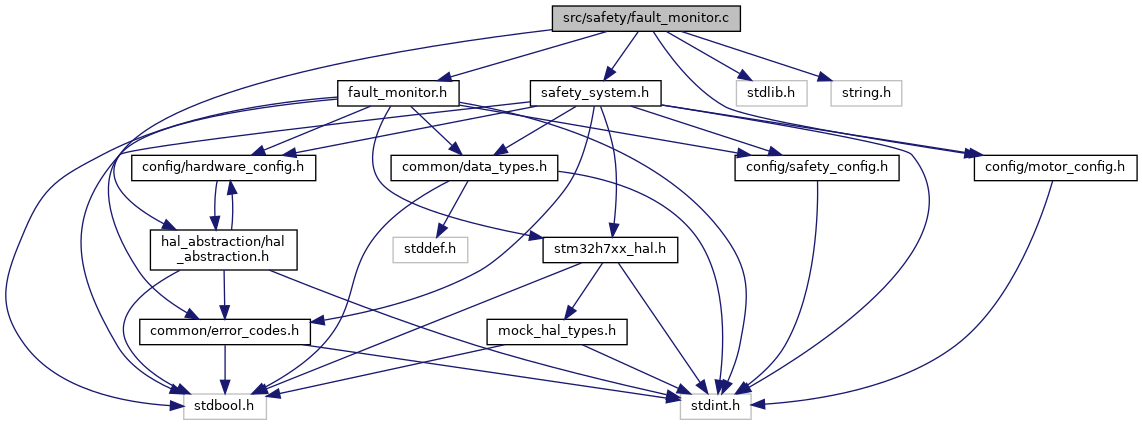 src/safety/fault_monitor.c
fault_monitor.h
safety_system.h
stdlib.h
string.h
config/hardware_config.h
common/data_types.h
config/safety_config.h
config/motor_config.h
hal_abstraction/hal
_abstraction.h
stddef.h
stm32h7xx_hal.h
common/error_codes.h
mock_hal_types.h
stdbool.h
stdint.h